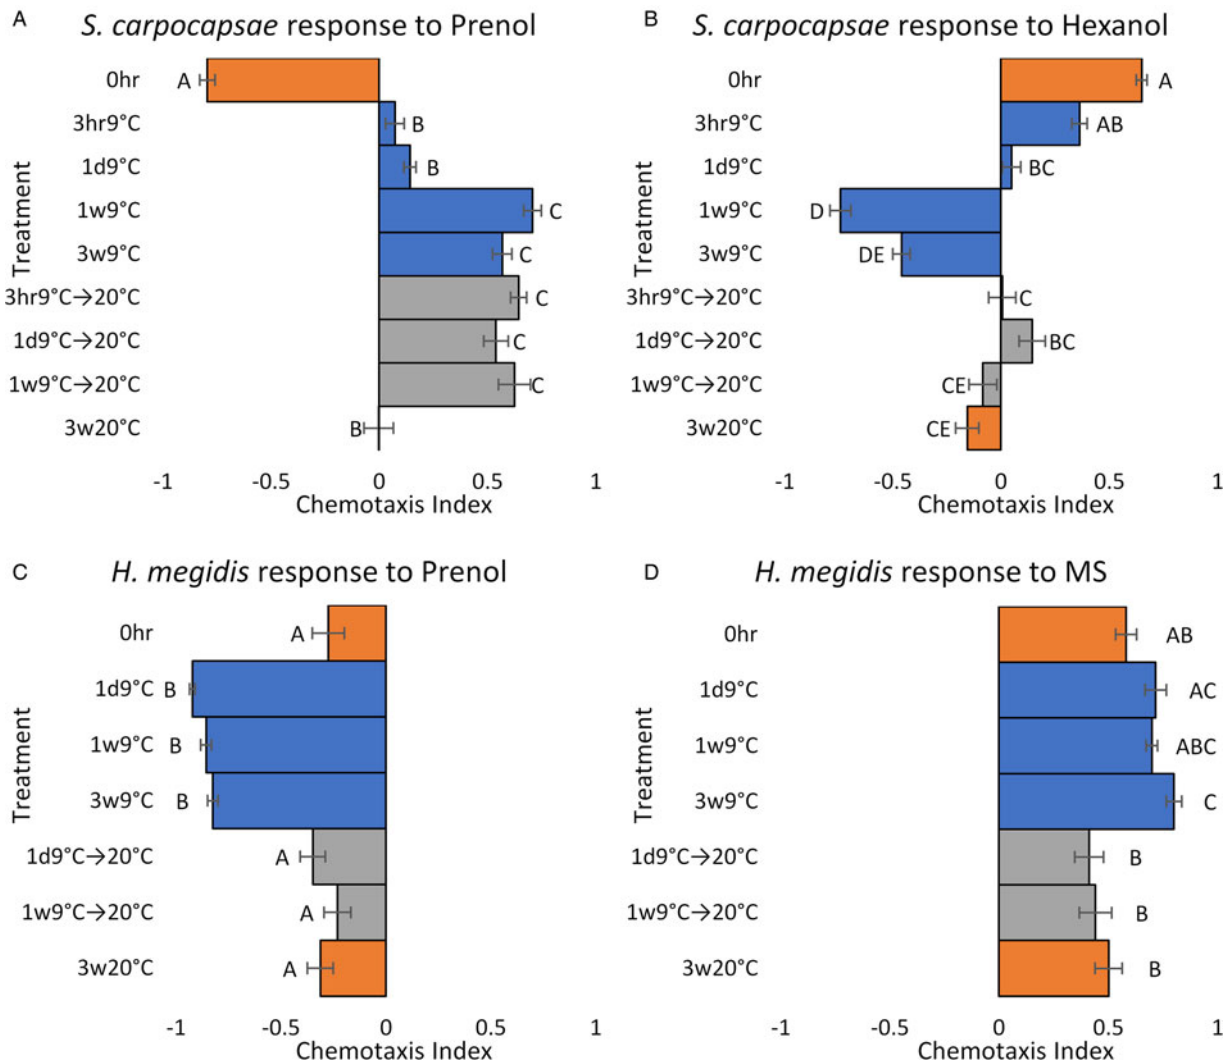 A
S. carpocapsae response to Prenol
0hr
A
3hr9°C
B
1d9°C
B
1w9°C
C
3w9°C
C
3hr9°C→20°C
C
1d9°C→20°C
C
1w9°C→20°C
C
3w20°C
B
Treatment
-1 -0.5 0 0.5 1
Chemotaxis Index
B
S. carpocapsae response to Hexanol
0hr
A
3hr9°C
AB
1d9°C
BC
1w9°C
D
3w9°C
DE
3hr9°C→20°C
C
1d9°C→20°C
BC
1w9°C→20°C
CE
3w20°C
CE
Treatment
-1 -0.5 0 0.5 1
Chemotaxis Index
C
H. megidis response to Prenol
0hr
A
1d9°C
B
1w9°C
B
3w9°C
B
1d9°C→20°C
A
1w9°C→20°C
A
3w20°C
A
Treatment
-1 -0.5 0 0.5 1
Chemotaxis Index
D
H. megidis response to MS
0hr
AB
1d9°C
AC
1w9°C
ABC
3w9°C
C
1d9°C→20°C
B
1w9°C→20°C
B
3w20°C
B
Treatment
-1 -0.5 0 0.5 1
Chemotaxis Index